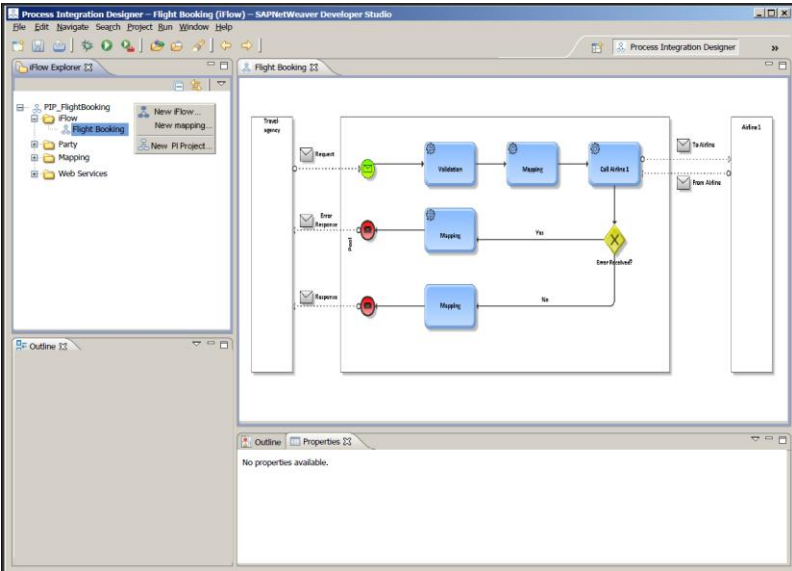 Process Integration Designer – Flight Booking (iFlow) – SAPNetWeaver Developer Studio
File Edit Navigate Search Project Run Window Help
Process Integration Designer
»
iFlow Explorer
PIP_FlightBooking
iFlow
Flight Booking
Party
Mapping
Web Services
New iFlow...
New mapping...
New PI Project...
Flight Booking
Travel
agency
Request
Validation
Mapping
Call Airline 1
To Airline
From Airline
Airline1
Error
Response
Pool
Mapping
Yes
Error Received?
Response
Mapping
No
Outline
Outline
Properties
No properties available.